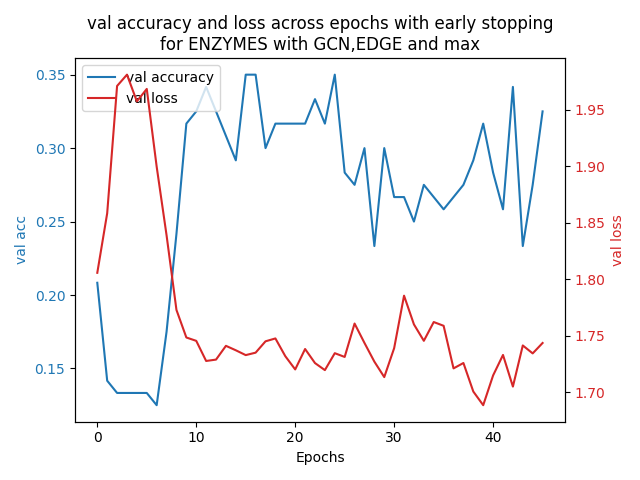 val accuracy and loss across epochs with early stopping
for ENZYMES with GCN,EDGE and max
val accuracy
val loss
0.35
0.30
0.25
0.20
0.15
val acc
1.95
1.90
1.85
1.80
1.75
1.70
val loss
0 10 20 30 40
Epochs